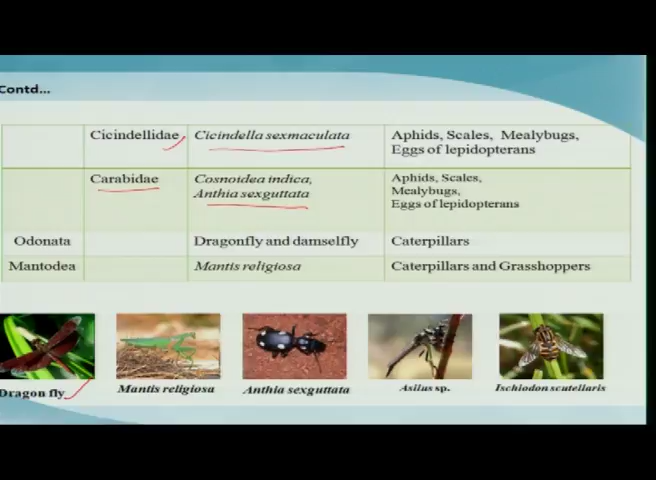 Contd...
Cicindellidae Cicindella sexmaculata Aphids, Scales, Mealybugs,
Eggs of lepidopterans
Carabidae Cosnoidea indica, Aphids, Scales,
Anthia sexguttata Mealybugs,
Eggs of lepidopterans
Odonata Dragonfly and damselfly Caterpillars
Mantodea Mantis religiosa Caterpillars and Grasshoppers
Dragon fly Mantis religiosa Anthia sexguttata Asilus sp. Ischiodon scutellaris